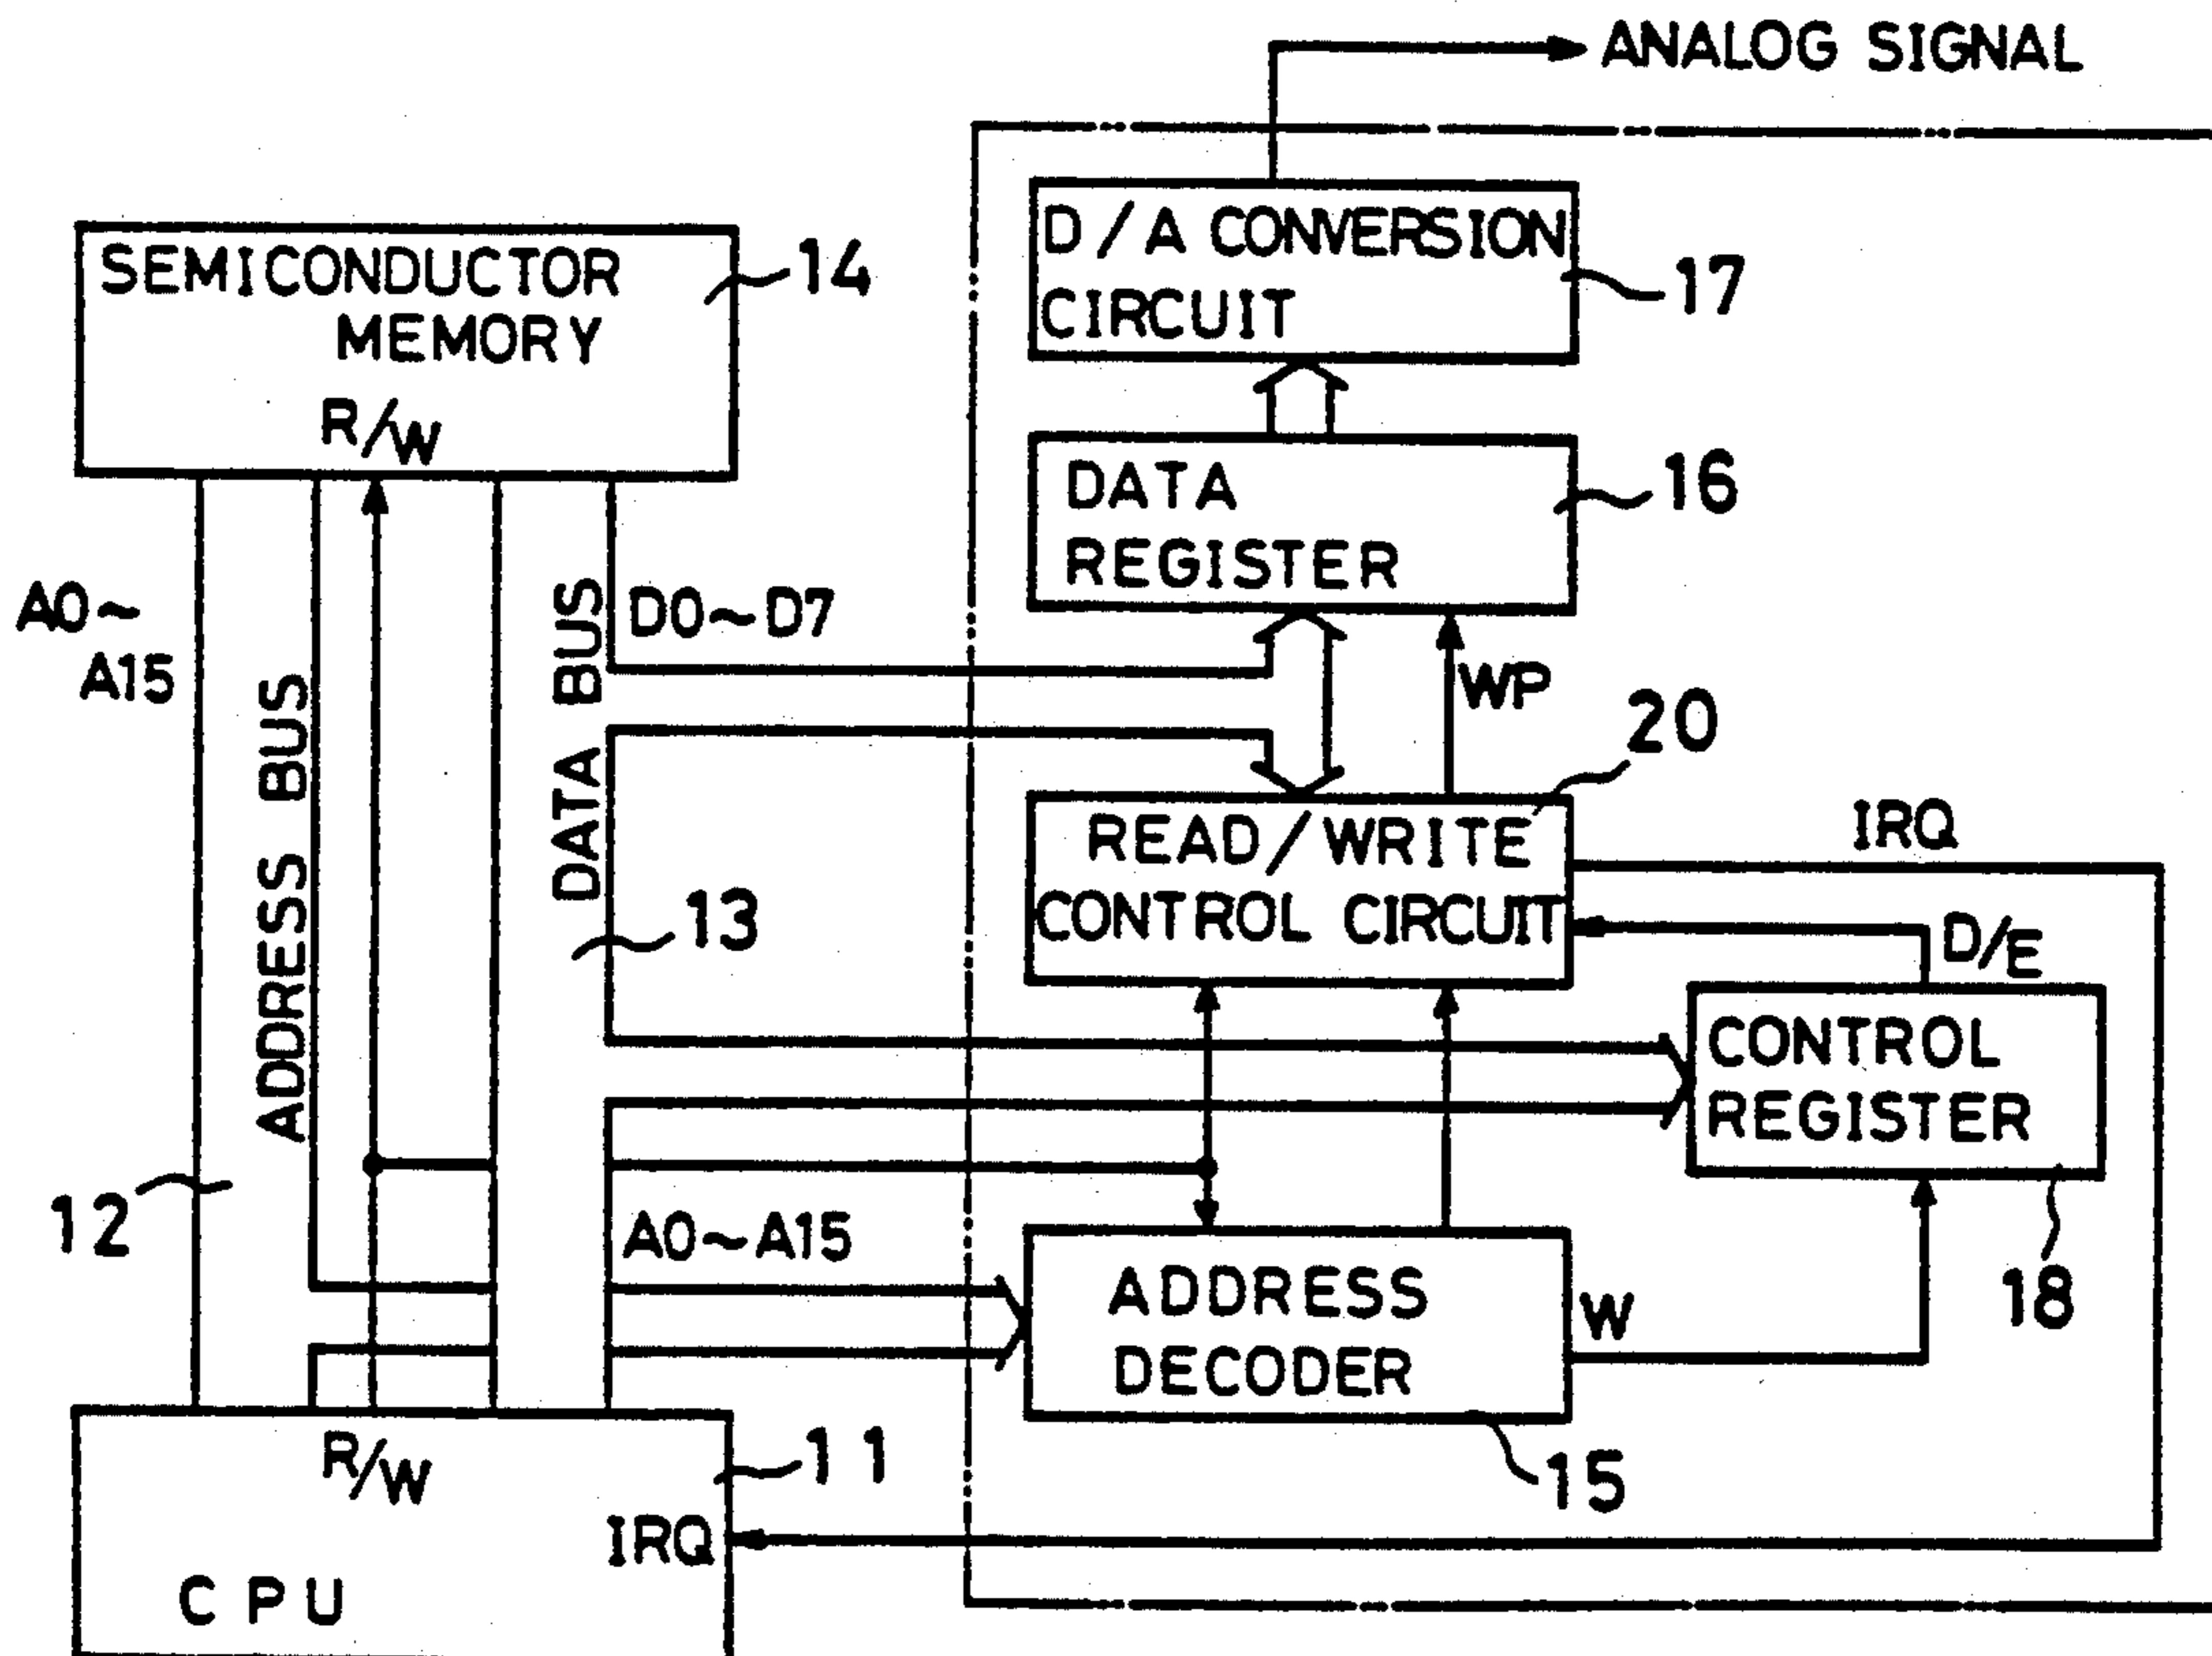 ANALOG SIGNAL
D/A CONVERSION
CIRCUIT
17
SEMICONDUCTOR
MEMORY
R/W
14
DATA
REGISTER
16
A0~
A15
ADDRESS BUS
DATA BUS
D0~D7
WP
20
READ/WRITE
CONTROL CIRCUIT
IRQ
13
D/E
CONTROL
REGISTER
18
12
A0~A15
ADDRESS
DECODER
W
15
R/W
11
IRQ
CPU